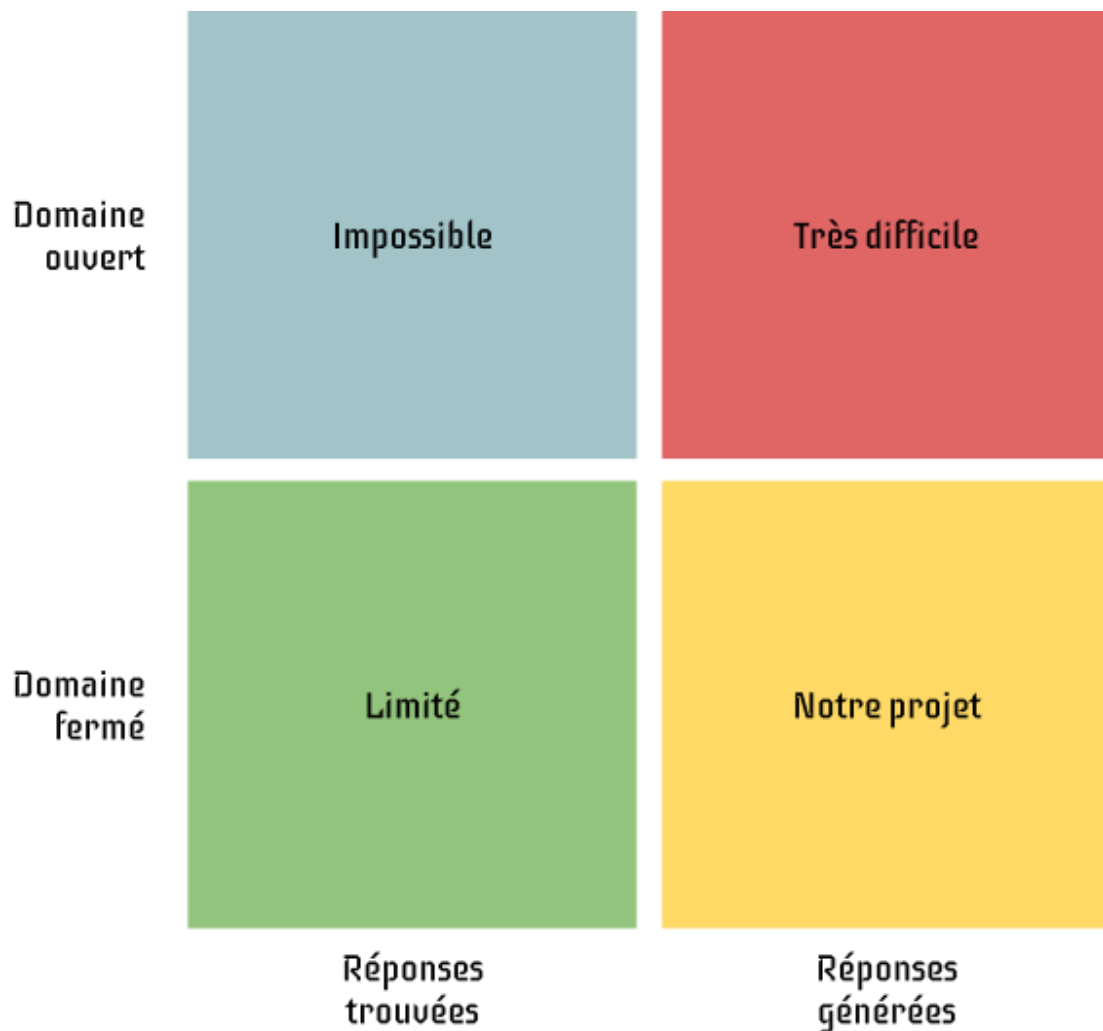 Domaine
ouvert
Impossible
Très difficile
Domaine
fermé
Limité
Notre projet
Réponses
trouvées
Réponses
générées